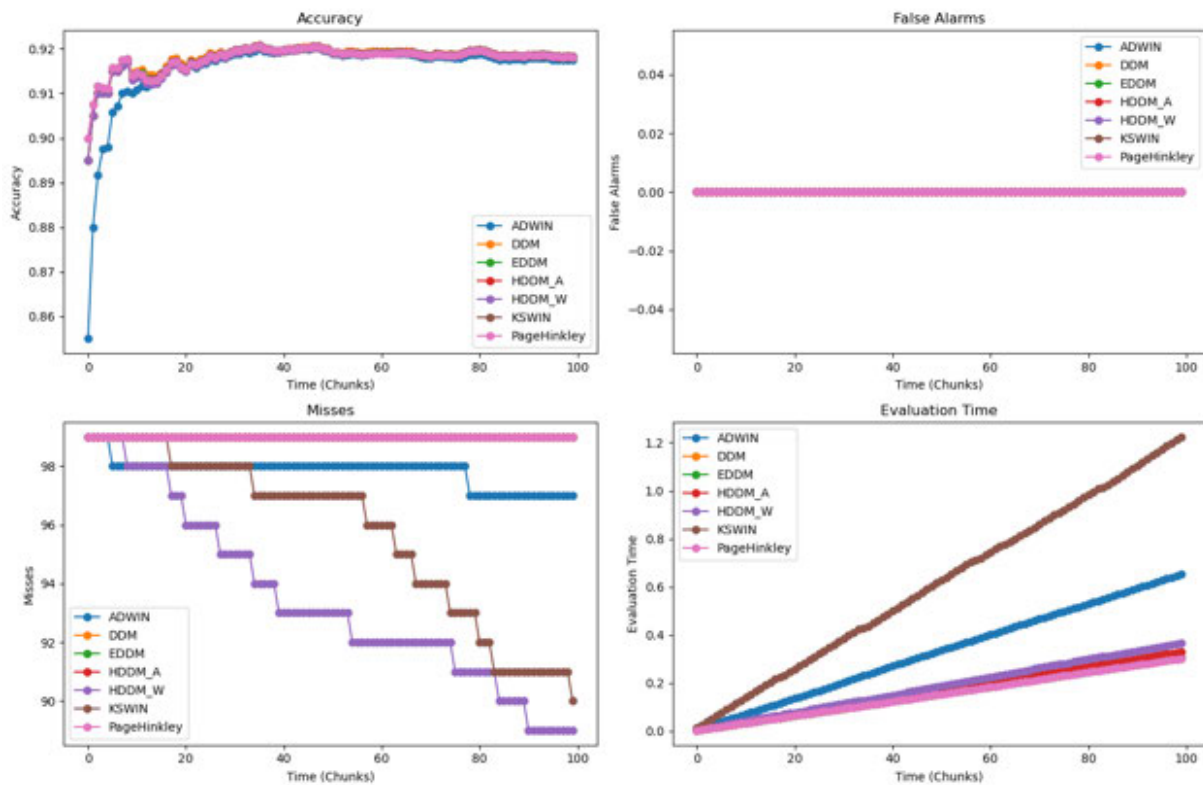 Accuracy
0.92
0.91
0.90
0.89
0.88
0.87
0.86
Accuracy
ADWIN
DDM
EDDM
HDDM_A
HDDM_W
KSWIN
PageHinkley
0 20 40 60 80 100
Time (Chunks)
False Alarms
0.04
0.02
0.00
−0.02
−0.04
False Alarms
ADWIN
DDM
EDDM
HDDM_A
HDDM_W
KSWIN
PageHinkley
0 20 40 60 80 100
Time (Chunks)
Misses
98
96
94
92
90
Misses
ADWIN
DDM
EDDM
HDDM_A
HDDM_W
KSWIN
PageHinkley
0 20 40 60 80 100
Time (Chunks)
Evaluation Time
1.2
1.0
0.8
0.6
0.4
0.2
0.0
Evaluation Time
ADWIN
DDM
EDDM
HDDM_A
HDDM_W
KSWIN
PageHinkley
0 20 40 60 80 100
Time (Chunks)